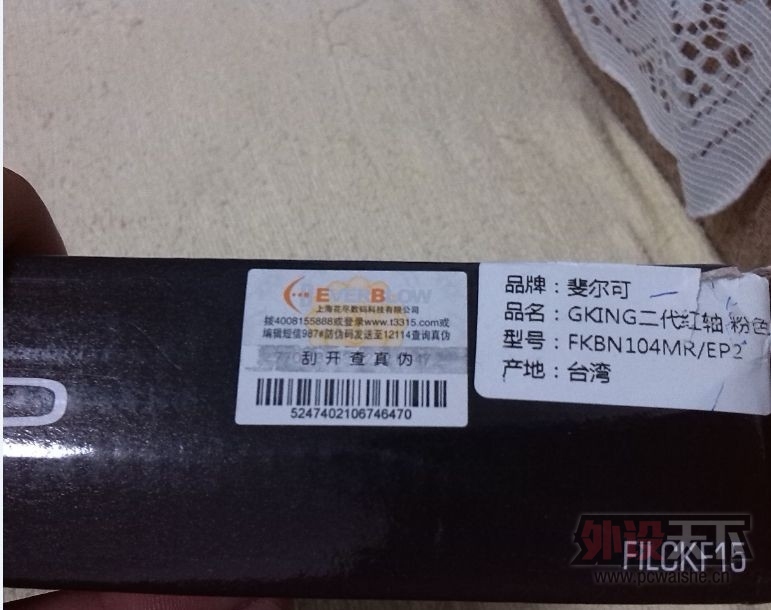 EVERBLOW
上海花尽数码科技有限公司
拨4008155888或登录www.t3315.com或
编辑短信987#防伪码发送至12114查询真伪
刮开查真伪
5247402106746470
品牌：斐尔可
品名：GKING二代红轴 粉色
型号：FKBN104MR/EP2
产地：台湾
外设天下
FILCKF15
www.pcwaishe.cn